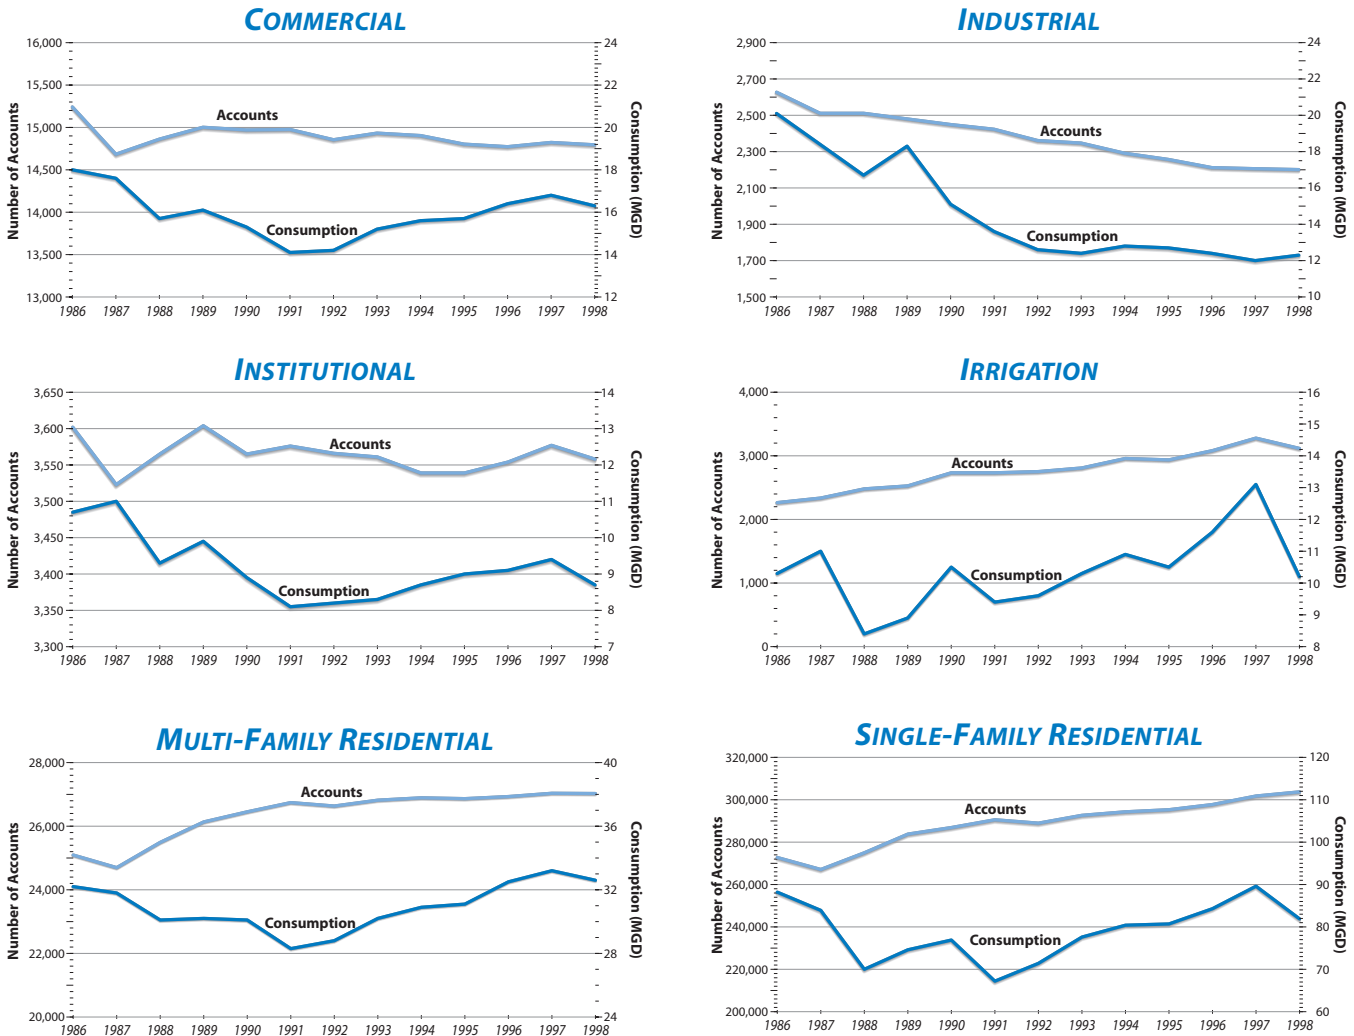 COMMERCIAL
16,000
15,500
15,000
14,500
14,000
13,500
13,000
Number of Accounts
24
22
20
18
16
14
12
Consumption (MGD)
Accounts
Consumption
1986 1987 1988 1989 1990 1991 1992 1993 1994 1995 1996 1997 1998
INDUSTRIAL
2,900
2,700
2,500
2,300
2,100
1,900
1,700
1,500
Number of Accounts
24
22
20
18
16
14
12
10
Consumption (MGD)
Accounts
Consumption
1986 1987 1988 1989 1990 1991 1992 1993 1994 1995 1996 1997 1998
INSTITUTIONAL
3,650
3,600
3,550
3,500
3,450
3,400
3,350
3,300
Number of Accounts
14
13
12
11
10
9
8
7
Consumption (MGD)
Accounts
Consumption
1986 1987 1988 1989 1990 1991 1992 1993 1994 1995 1996 1997 1998
IRRIGATION
4,000
3,000
2,000
1,000
0
Number of Accounts
16
15
14
13
12
11
10
9
8
Consumption (MGD)
Accounts
Consumption
1986 1987 1988 1989 1990 1991 1992 1993 1994 1995 1996 1997 1998
MULTI-FAMILY RESIDENTIAL
28,000
26,000
24,000
22,000
20,000
Number of Accounts
40
36
32
28
24
Consumption (MGD)
Accounts
Consumption
1986 1987 1988 1989 1990 1991 1992 1993 1994 1995 1996 1997 1998
SINGLE-FAMILY RESIDENTIAL
320,000
300,000
280,000
260,000
240,000
220,000
200,000
Number of Accounts
120
110
100
90
80
70
60
Consumption (MGD)
Accounts
Consumption
1986 1987 1988 1989 1990 1991 1992 1993 1994 1995 1996 1997 1998